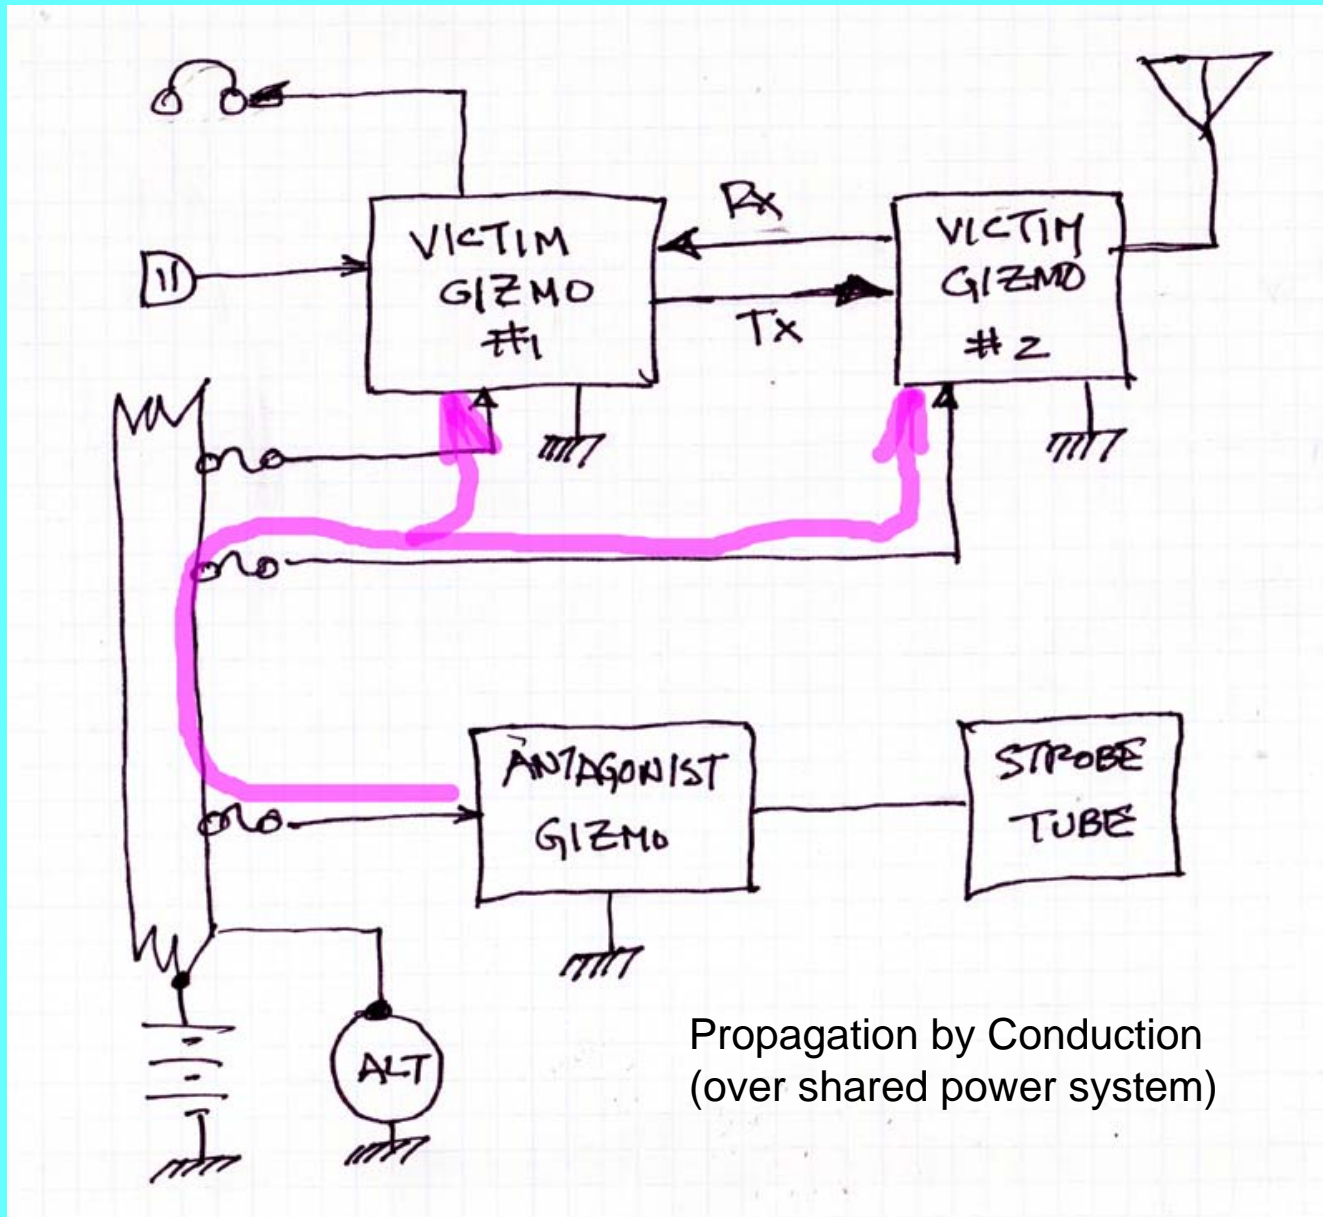 Rx
VICTIM
GIZMO
#1
VICTIM
GIZMO
#2
Tx
ANTAGONIST
GIZMO
STROBE
TUBE
ALT
Propagation by Conduction
(over shared power system)